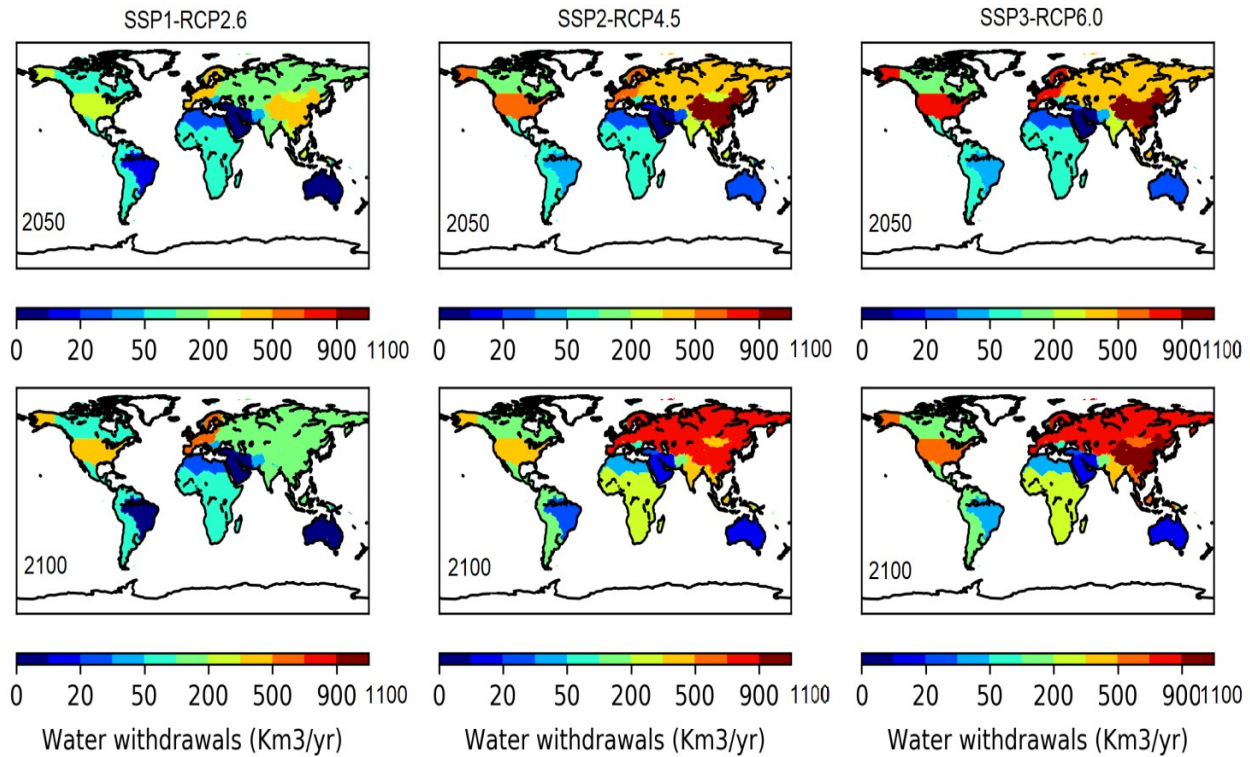 SSP1-RCP2.6 SSP2-RCP4.5 SSP3-RCP6.0
2050 2050 2050
0 20 50 200 500 900 1100 0 20 50 200 500 900 1100 0 20 50 200 500 900 1100
2100 2100 2100
0 20 50 200 500 900 1100 0 20 50 200 500 900 1100 0 20 50 200 500 900 1100
Water withdrawals (Km3/yr) Water withdrawals (Km3/yr) Water withdrawals (Km3/yr)